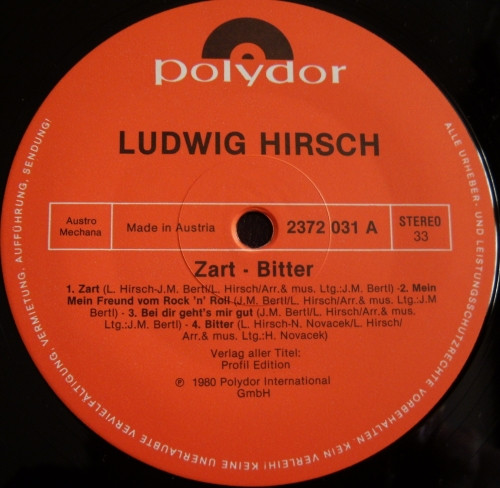 polydor
LUDWIG HIRSCH
Austro
Mechana
Made in Austria
2372 031 A
STEREO
33
Zart - Bitter
1. Zart (L. Hirsch-J.M. Bertl/L. Hirsch/Arr.& mus. Ltg.:J.M. Bertl) -2. Mein
Mein Freund vom Rock 'n' Roll (J.M. Bertl/L. Hirsch/Arr.& mus. Ltg.:J.M
Bertl) - 3. Bei dir geht's mir gut (J.M. Bertl/L. Hirsch/Arr.& mus.
Ltg.:J.M. Bertl) - 4. Bitter (L. Hirsch-N. Novacek/L. Hirsch/
Arr.& mus. Ltg.:H. Novacek)
Verlag aller Titel:
Profil Edition
℗ 1980 Polydor International
GmbH
ALLE URHEBER- UND LEISTUNGSSCHUTZRECHTE VORBEHALTEN. KEIN VERLEIH! KEINE UNERLAUBTE VERVIELFÄLTIGUNG, VERMIETUNG, AUFFÜHRUNG, SENDUNG!